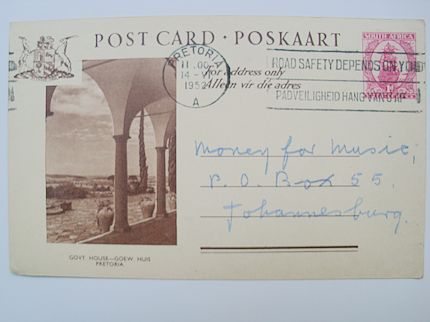 POST CARD · POSKAART
SOUTH AFRICA
PRETORIA
11.00
14
1952
A
ROAD SAFETY DEPENDS ON YOU
PADVEILIGHEID HANG VAN U AF
For address only
Alleen vir die adres
Money for Music,
P. O. Box 55,
Johannesburg.
GOVT. HOUSE—GOEW. HUIS
PRETORIA